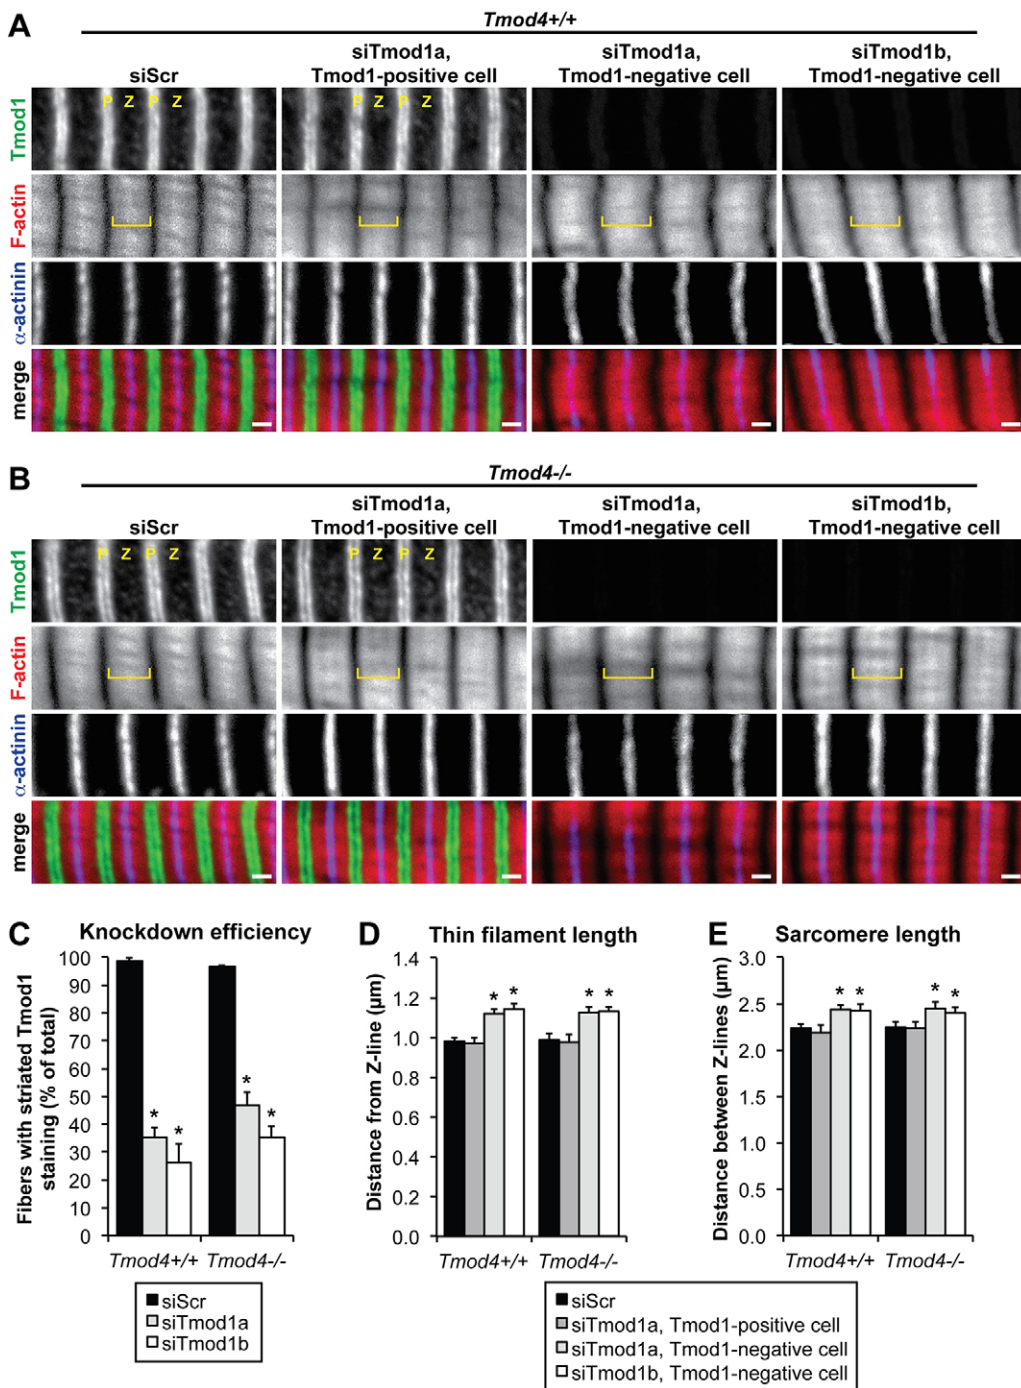 A
Tmod4+/+
siScr
siTmod1a,
Tmod1-positive cell
siTmod1a,
Tmod1-negative cell
siTmod1b,
Tmod1-negative cell
Tmod1
P Z P Z
P Z P Z
F-actin
α-actinin
merge
B
Tmod4-/-
siScr
siTmod1a,
Tmod1-positive cell
siTmod1a,
Tmod1-negative cell
siTmod1b,
Tmod1-negative cell
Tmod1
P Z P Z
P Z P Z
F-actin
α-actinin
merge
C
Knockdown efficiency
Fibers with striated Tmod1
staining (% of total)
100
90
80
70
60
50
40
30
20
10
0
* * * *
Tmod4+/+ Tmod4-/-
siScr
siTmod1a
siTmod1b
D
Thin filament length
Distance from Z-line (µm)
1.4
1.2
1.0
0.8
0.6
0.4
0.2
0.0
* * * *
Tmod4+/+ Tmod4-/-
E
Sarcomere length
Distance between Z-lines (µm)
3.0
2.5
2.0
1.5
1.0
0.5
0.0
* * * *
Tmod4+/+ Tmod4-/-
siScr
siTmod1a, Tmod1-positive cell
siTmod1a, Tmod1-negative cell
siTmod1b, Tmod1-negative cell